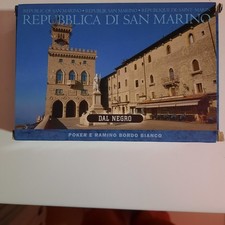 REPUBBLICA DI SAN MARINO
DAL NEGRO
POKER E RAMINO BORDO BIANCO